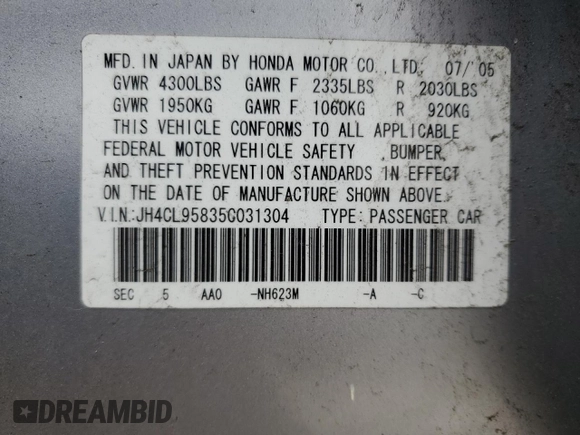 MFD. IN JAPAN BY HONDA MOTOR CO., LTD. 07/ 05
GVWR 4300LBS GAWR F 2335LBS R 2030LBS
GVWR 1950KG GAWR F 1060KG R 920KG
THIS VEHICLE CONFORMS TO ALL APPLICABLE
FEDERAL MOTOR VEHICLE SAFETY ,BUMPER,
AND THEFT PREVENTION STANDARDS IN EFFECT
ON THE DATE OF MANUFACTURE SHOWN ABOVE.
V.I.N.:JH4CL95835C031304 TYPE: PASSENGER CAR
SEC 5 AA0 -NH623M -A -C
DREAMBID